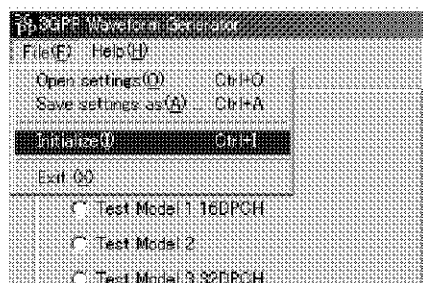 3GPP Waveform Generator
File(F) Help(H)
Open settings(O) Ctrl+O
Save settings as(A) ... Ctrl+A
Initialize(I) Ctrl+I
Exit (X)
Test Model 1 16DPCH
Test Model 2
Test Model 3 32DPCH